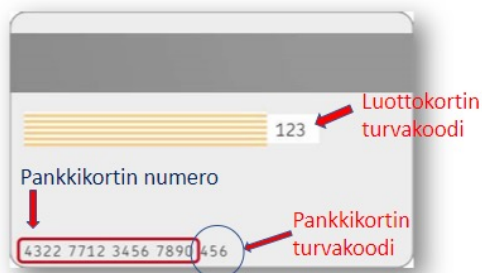 123
Luottokortin
turvakoodi
Pankkikortin numero
4322 7712 3456 7890 456
Pankkikortin
turvakoodi